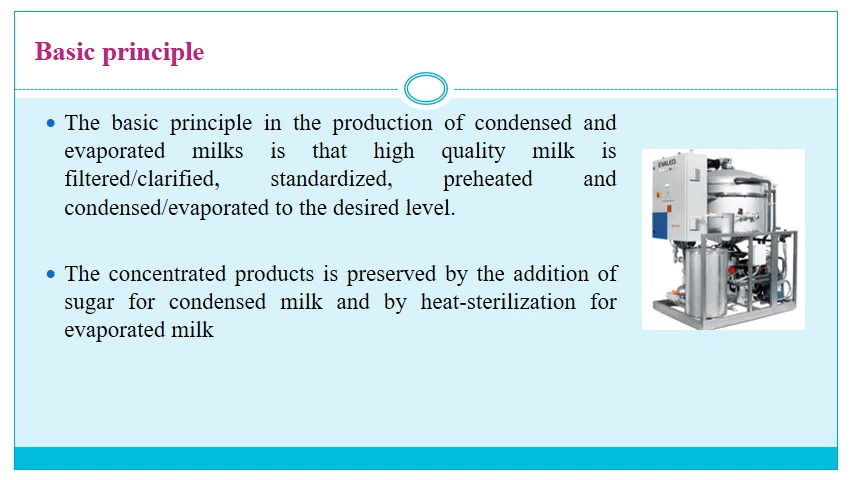 Basic principle
The basic principle in the production of condensed and
evaporated milks is that high quality milk is
filtered/clarified, standardized, preheated and
condensed/evaporated to the desired level.
The concentrated products is preserved by the addition of
sugar for condensed milk and by heat-sterilization for
evaporated milk
EVALED